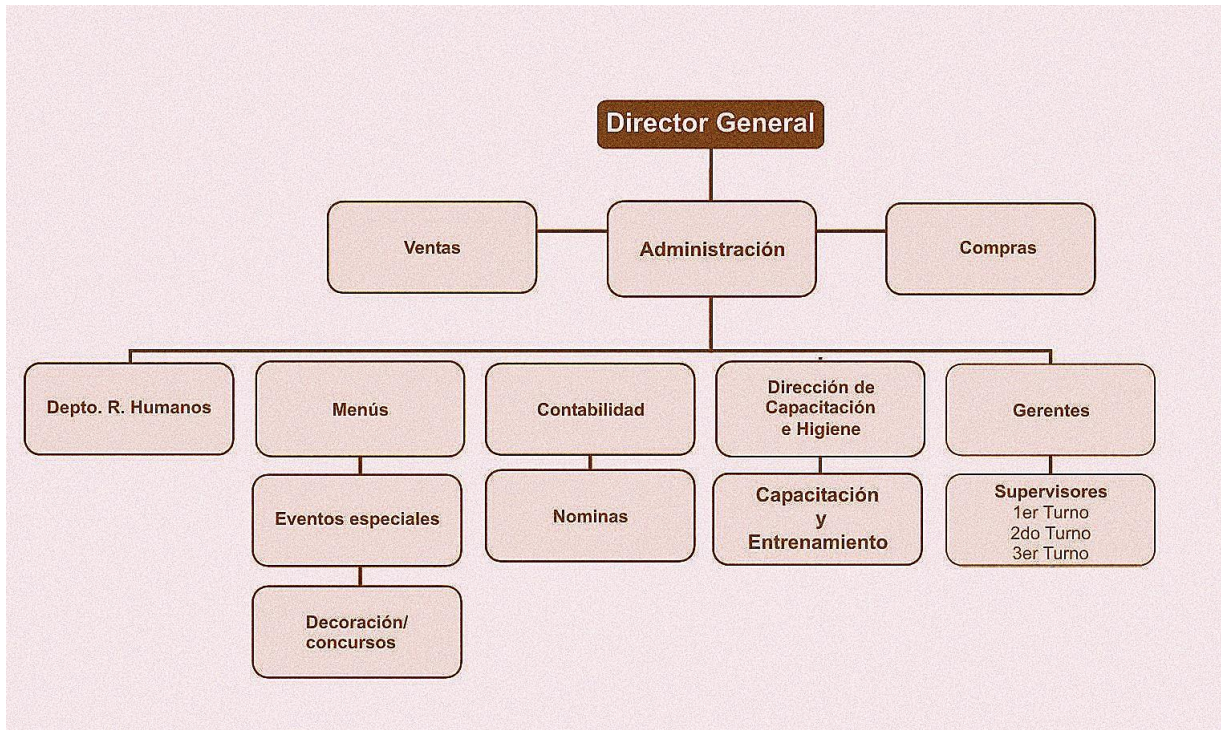 Director General
Ventas
Administración
Compras
Depto. R. Humanos
Menús
Contabilidad
Dirección de
Capacitación
e Higiene
Gerentes
Eventos especiales
Nominas
Capacitación
y
Entrenamiento
Supervisores
1er Turno
2do Turno
3er Turno
Decoración/
concursos